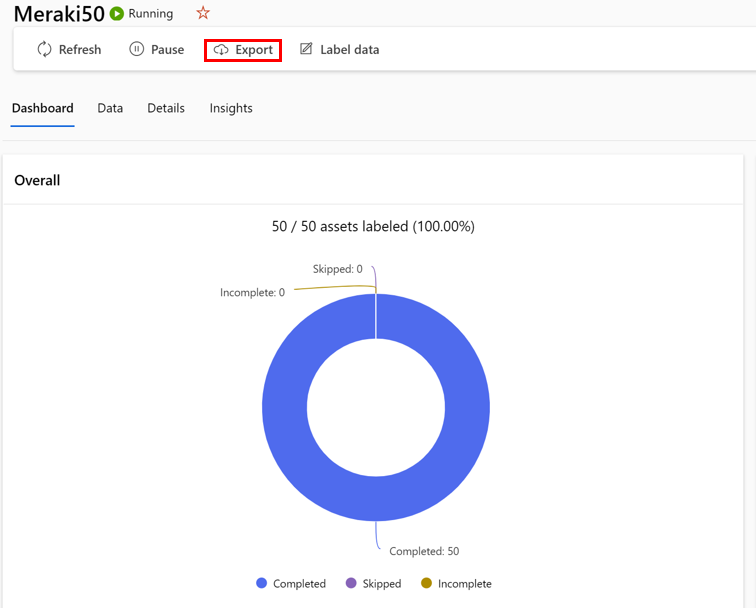 Meraki50 Running
Refresh Pause Export Label data
Dashboard Data Details Insights
Overall
50 / 50 assets labeled (100.00%)
Skipped: 0
Incomplete: 0
Completed: 50
Completed Skipped Incomplete